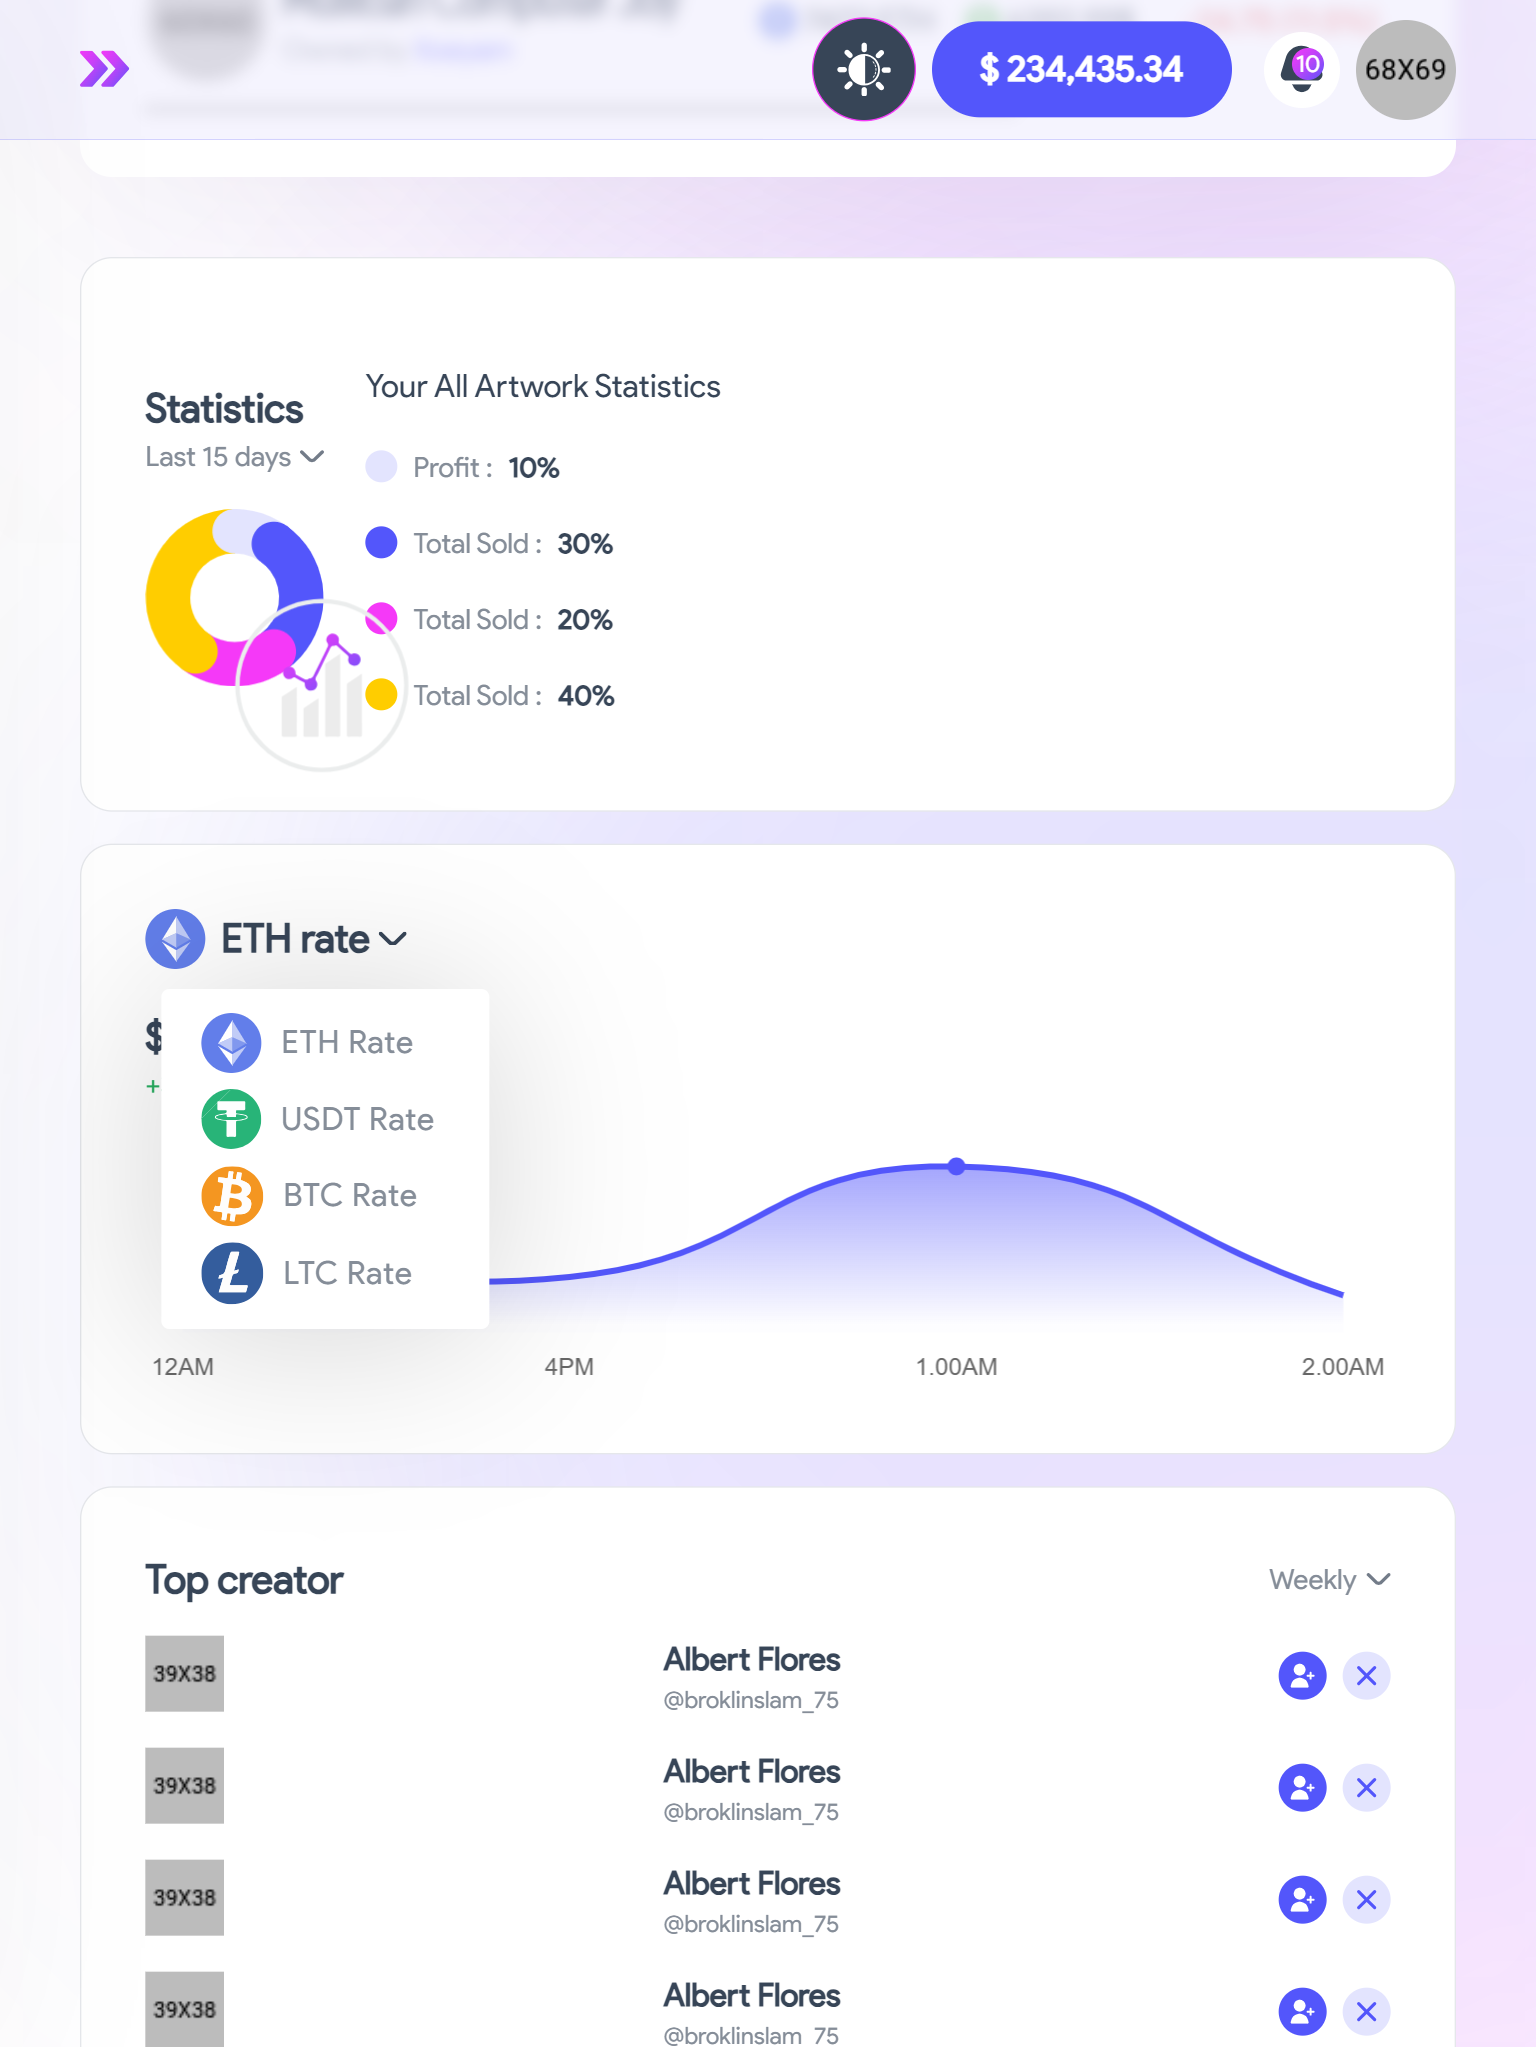 $ 234,435.34
10
68X69
Statistics
Last 15 days
Your All Artwork Statistics
Profit : 10%
Total Sold : 30%
Total Sold : 20%
Total Sold : 40%
ETH rate
$
+
ETH Rate
USDT Rate
BTC Rate
LTC Rate
12AM 4PM 1.00AM 2.00AM
Top creator
Weekly
39X38
Albert Flores
@broklinslam_75
39X38
Albert Flores
@broklinslam_75
39X38
Albert Flores
@broklinslam_75
39X38
Albert Flores
@broklinslam_75